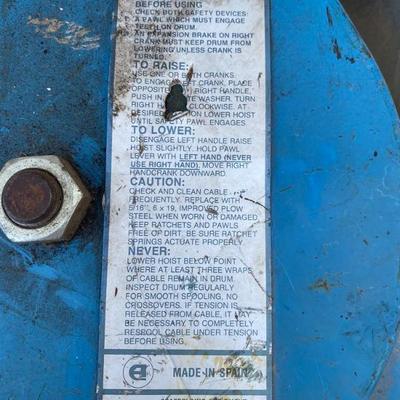 BEFORE USING
CHECK BOTH SAFETY DEVICES:
A PAWL WHICH MUST ENGAGE
TEETH ON DRUM.
AN EXPANSION BRAKE ON RIGHT
CRANK MUST KEEP DRUM FROM
LOWERING UNLESS CRANK IS
TURNED.
TO RAISE:
USE ONE OR BOTH CRANKS.
TO ENGAGE LEFT CRANK, PLACE
OPPOSITE RIGHT HANDLE,
PUSH IN WASHER. TURN
RIGHT CLOCKWISE. AT
DESIRED LOWER HOIST
UNTIL SAFETY PAWL ENGAGES.
TO LOWER:
DISENGAGE LEFT HANDLE RAISE
HOIST SLIGHTLY. HOLD PAWL
LEVER WITH LEFT HAND (NEVER
USE RIGHT HAND). MOVE RIGHT
HANDCRANK DOWNWARD.
CAUTION:
CHECK AND CLEAN CABLE
FREQUENTLY. REPLACE WITH
5/16", 6 x 19, IMPROVED PLOW
STEEL WHEN WORN OR DAMAGED
KEEP RATCHETS AND PAWLS
FREE OF DIRT. BE SURE RATCHET
SPRINGS ACTUATE PROPERLY.
NEVER:
LOWER HOIST BELOW POINT
WHERE AT LEAST THREE WRAPS
OF CABLE REMAIN IN DRUM.
INSPECT DRUM REGULARLY
FOR SMOOTH SPOOLING, NO
CROSSOVERS. IF TENSION IS
RELEASED FROM CABLE, IT MAY
BE NECESSARY TO COMPLETELY
RESPOOL CABLE UNDER TENSION
BEFORE USING.
MADE IN SPAIN